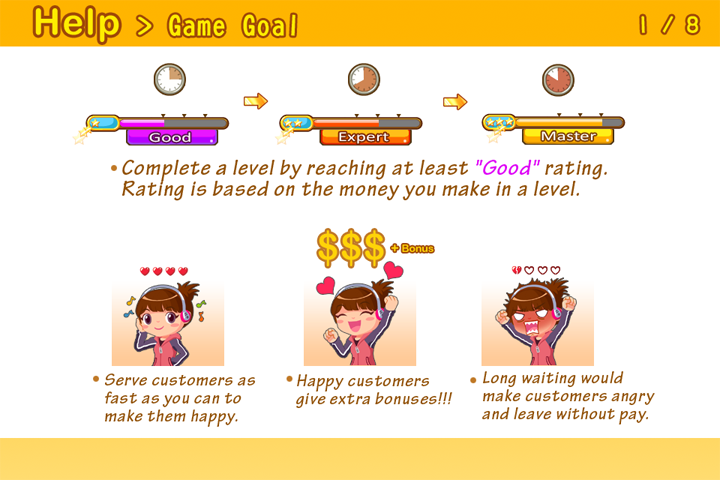 Help > Game Goal
1 / 8
Good
Expert
Master
• Complete a level by reaching at least "Good" rating.
Rating is based on the money you make in a level.
$$$ + Bonus
• Serve customers as
fast as you can to
make them happy.
• Happy customers
give extra bonuses!!!
• Long waiting would
make customers angry
and leave without pay.